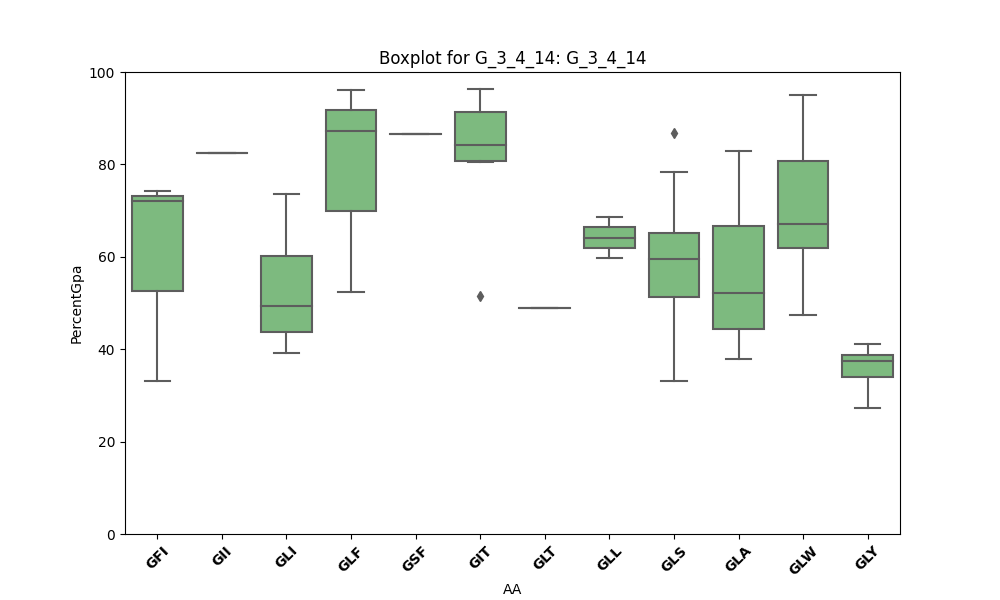 Boxplot for G_3_4_14: G_3_4_14
PercentGpa
100
80
60
40
20
0
GFI GII GLI GLF GSF GIT GLT GLL GLS GLA GLW GLY
AA